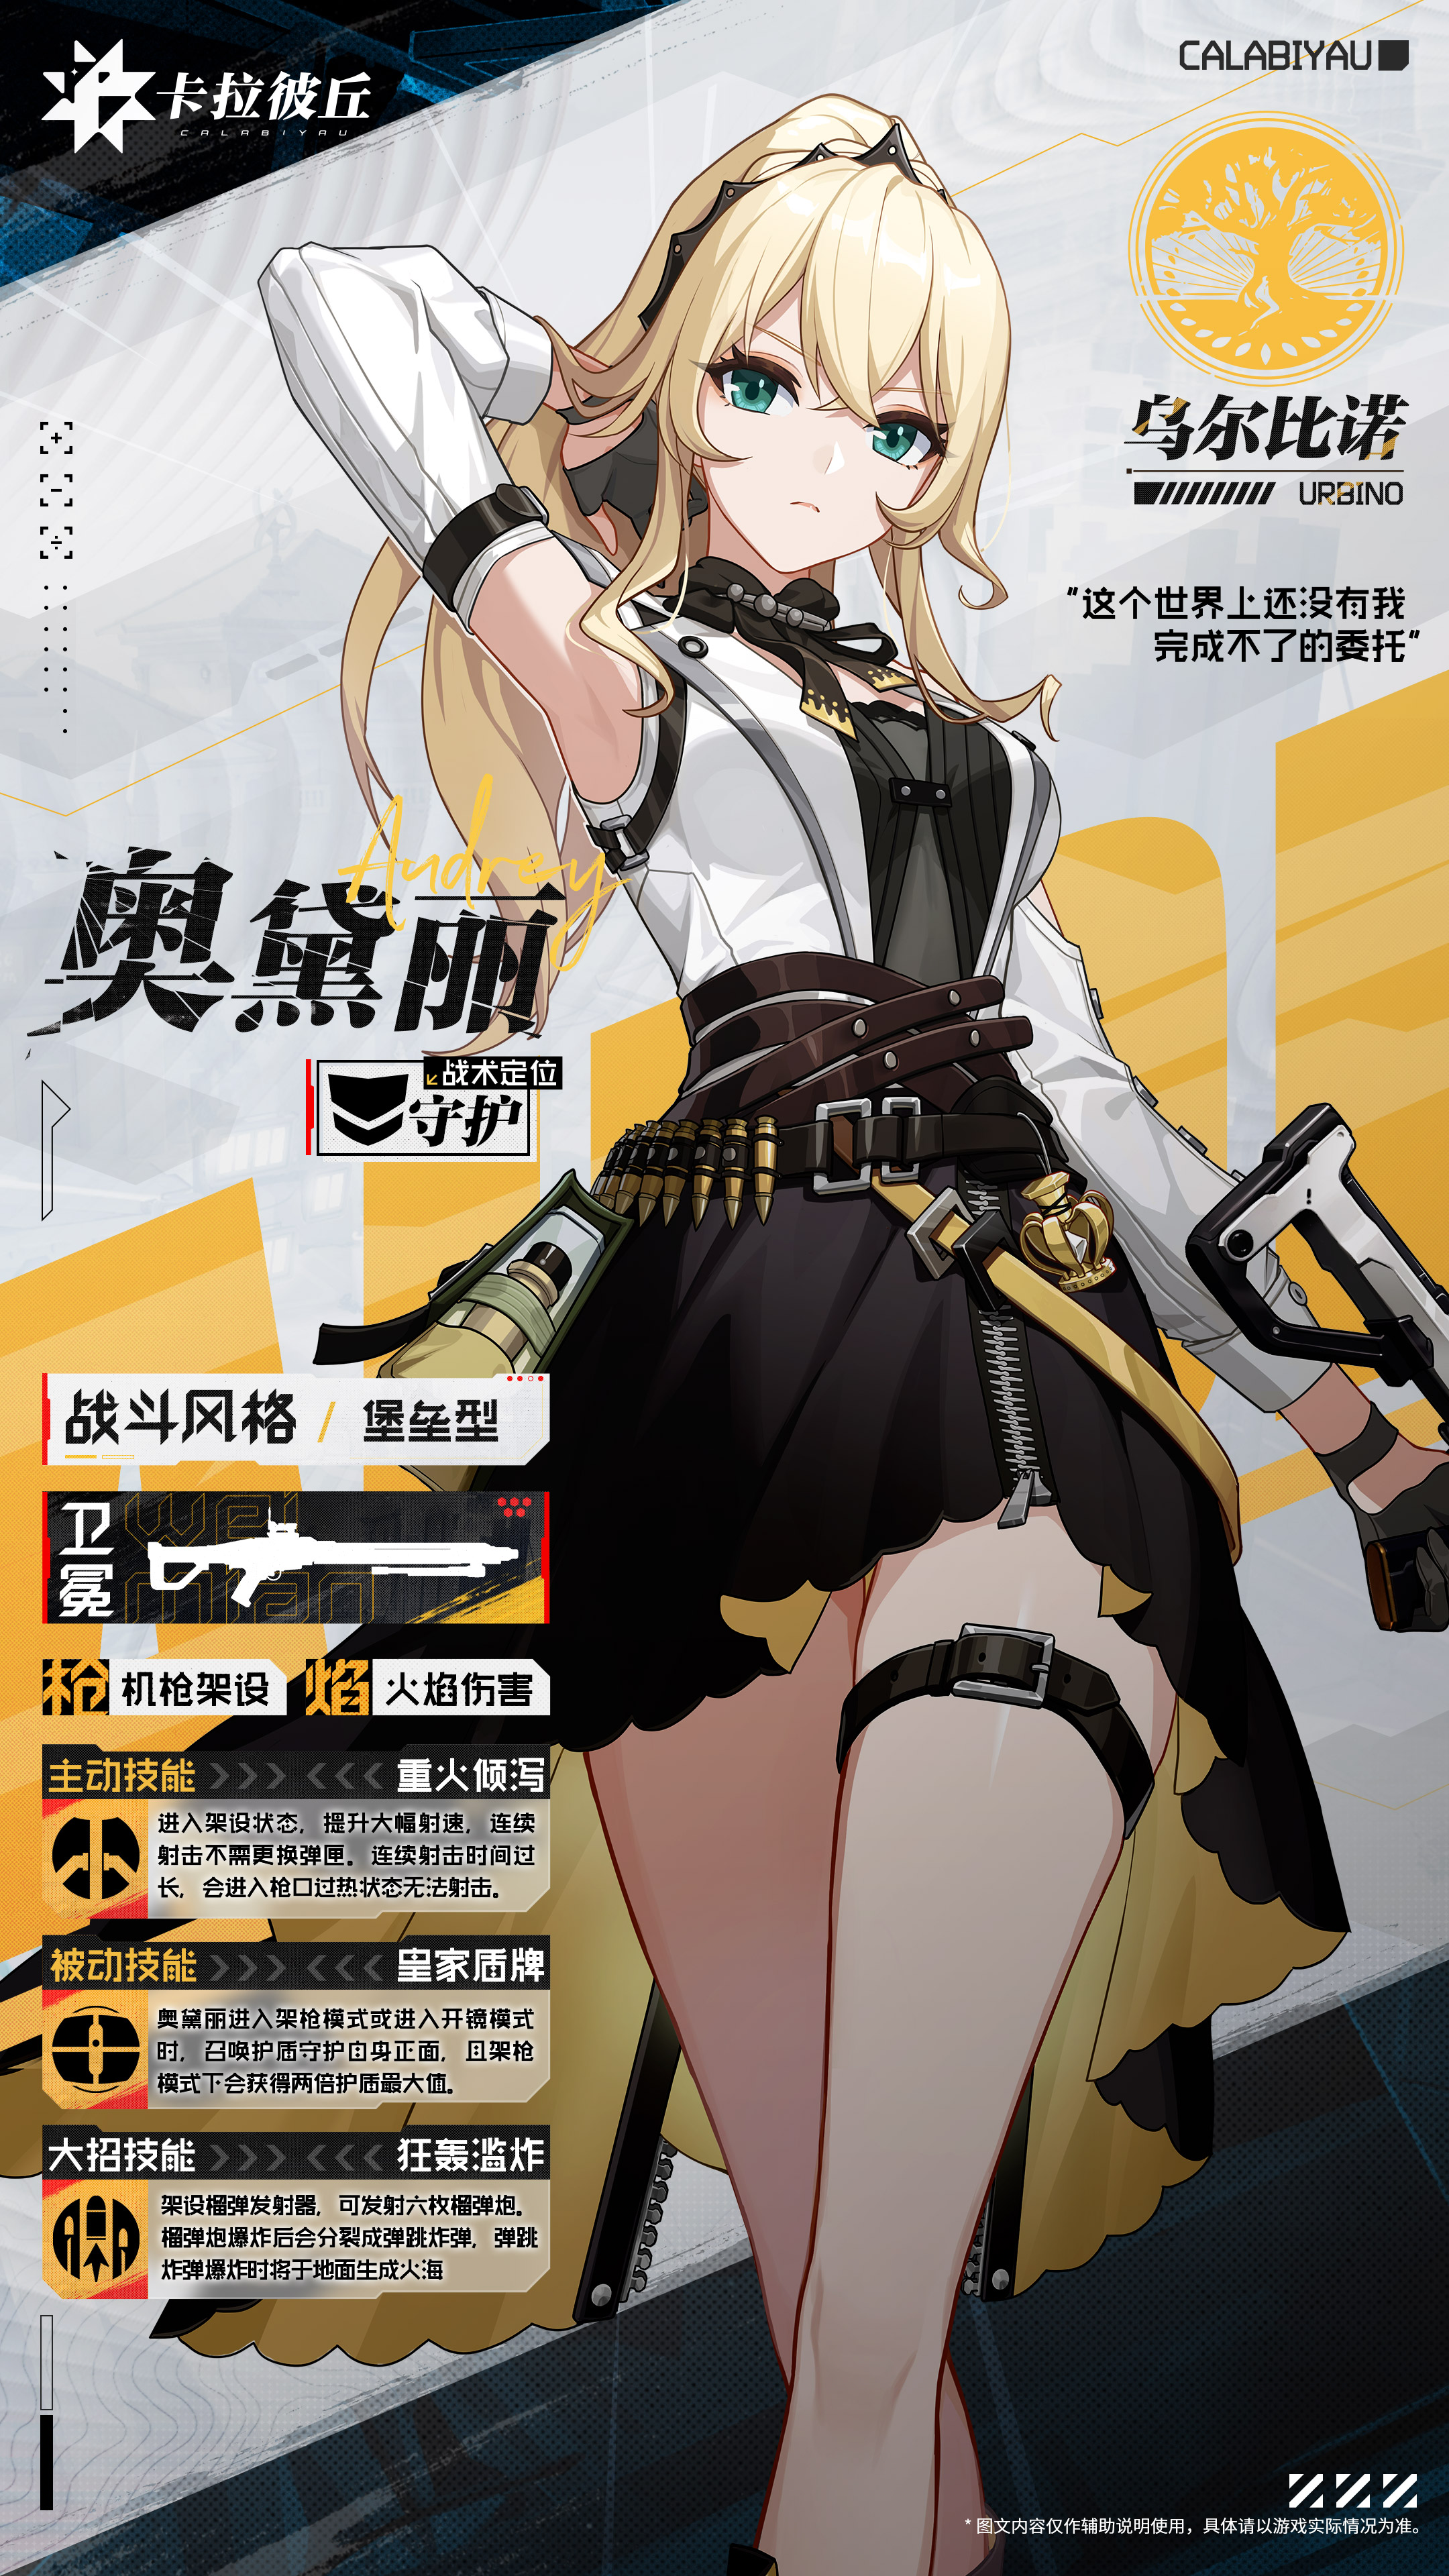 卡拉彼丘
CALABIYAU
CALABIYAU
乌尔比诺
URBINO
"这个世界上还没有我
完成不了的委托"
Audrey
奥黛丽
战术定位
守护
战斗风格 / 堡垒型
卫冕
wei
mian
枪 机枪架设 焰 火焰伤害
主动技能 重火倾泻
进入架设状态，提升大幅射速，连续
射击不需更换弹匣。连续射击时间过
长，会进入枪口过热状态无法射击。
被动技能 皇家盾牌
奥黛丽进入架枪模式或进入开镜模式
时，召唤护盾守护自身正面，且架枪
模式下会获得两倍护盾最大值。
大招技能 狂轰滥炸
架设榴弹发射器，可发射六枚榴弹炮。
榴弹炮爆炸后会分裂成弹跳炸弹，弹跳
炸弹爆炸时将于地面生成火海
* 图文内容仅作辅助说明使用，具体请以游戏实际情况为准。